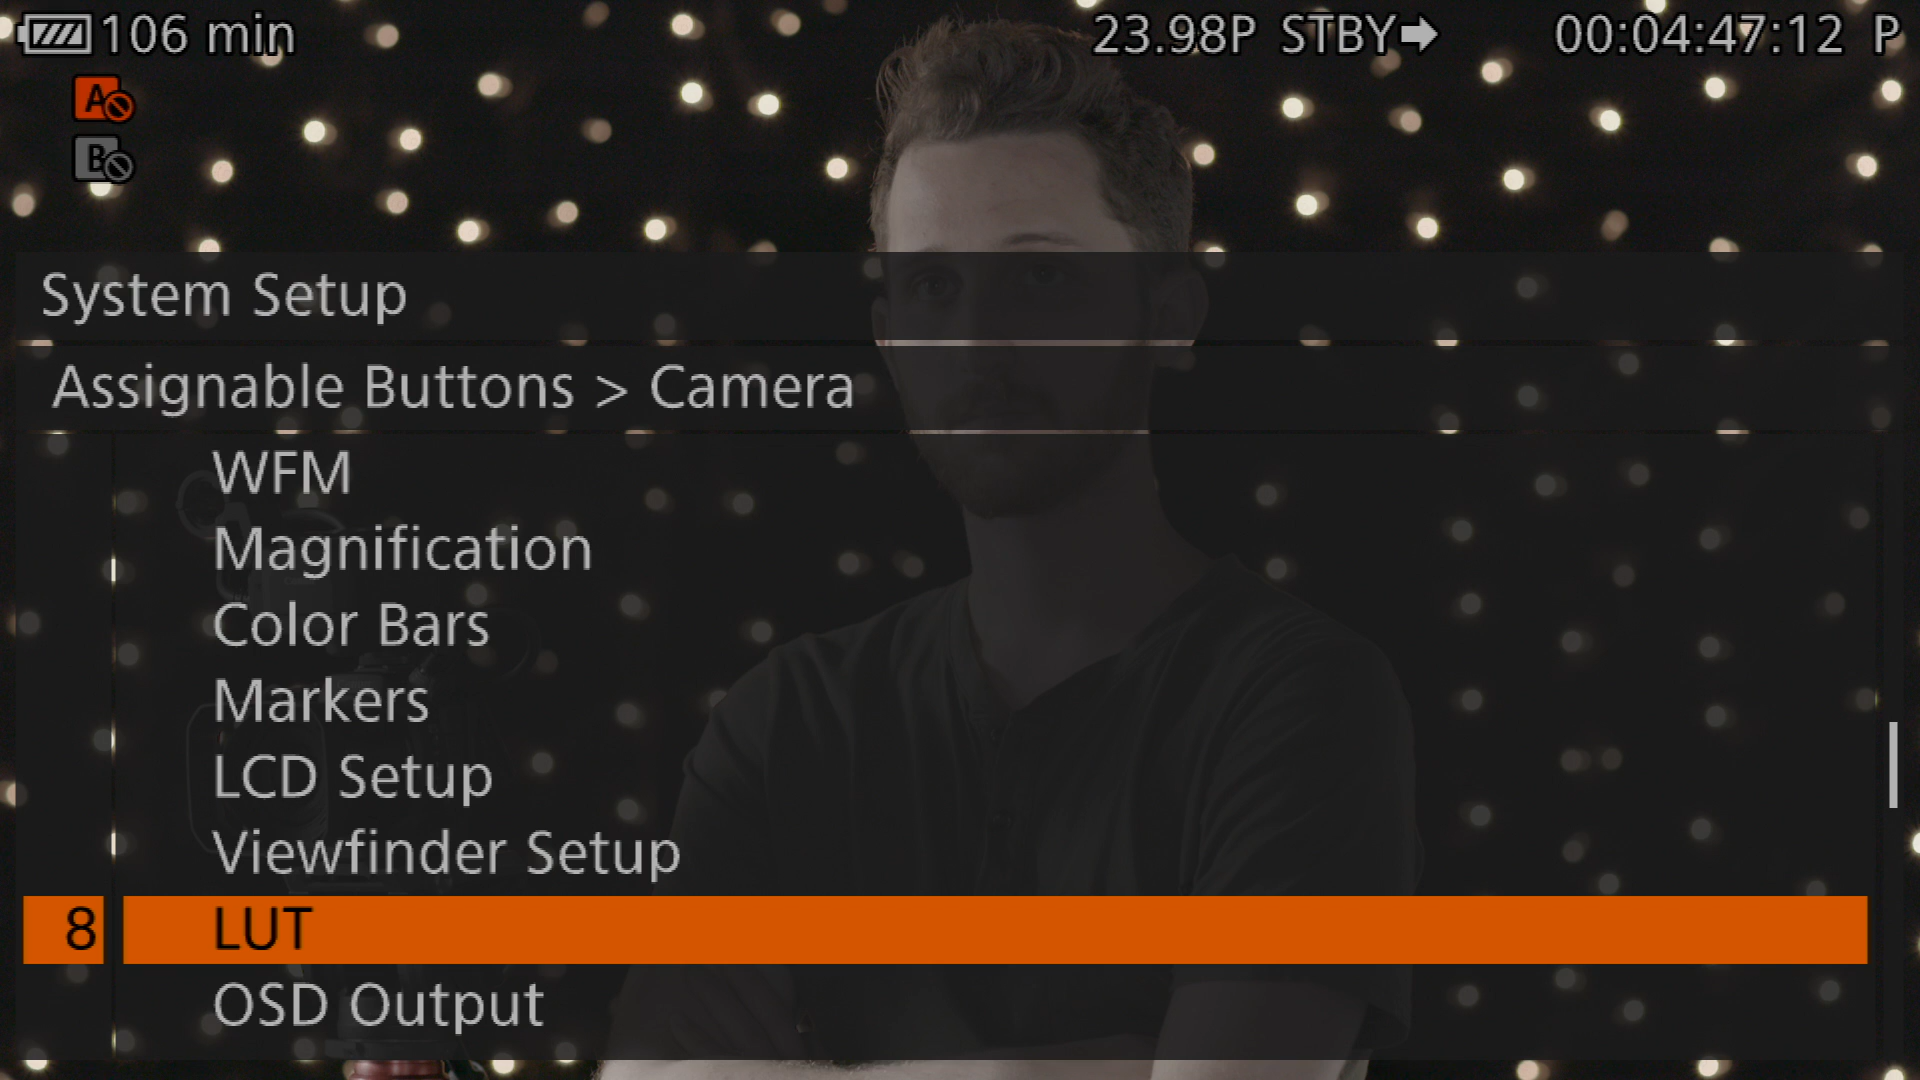 106 min 23.98P STBY 00:04:47:12 P
A
B
System Setup
Assignable Buttons > Camera
WFM
Magnification
Color Bars
Markers
LCD Setup
Viewfinder Setup
8 LUT
OSD Output